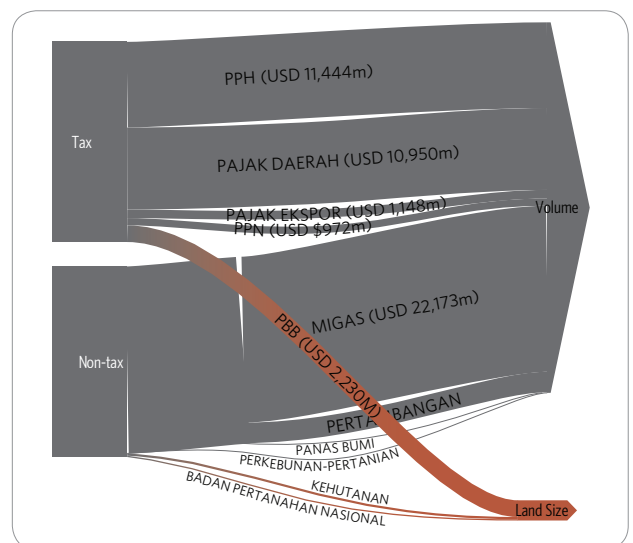 PPH (USD 11,444m)
Tax
PAJAK DAERAH (USD 10,950m)
PAJAK EKSPOR (USD 1,148m)
Volume
PPN (USD $972m)
MIGAS (USD 22,173m)
PBB (USD 2,230M)
Non-tax
PERTAMBANGAN
PANAS BUMI
PERKEBUNAN-PERTANIAN
KEHUTANAN
BADAN PERTANAHAN NASIONAL
Land Size